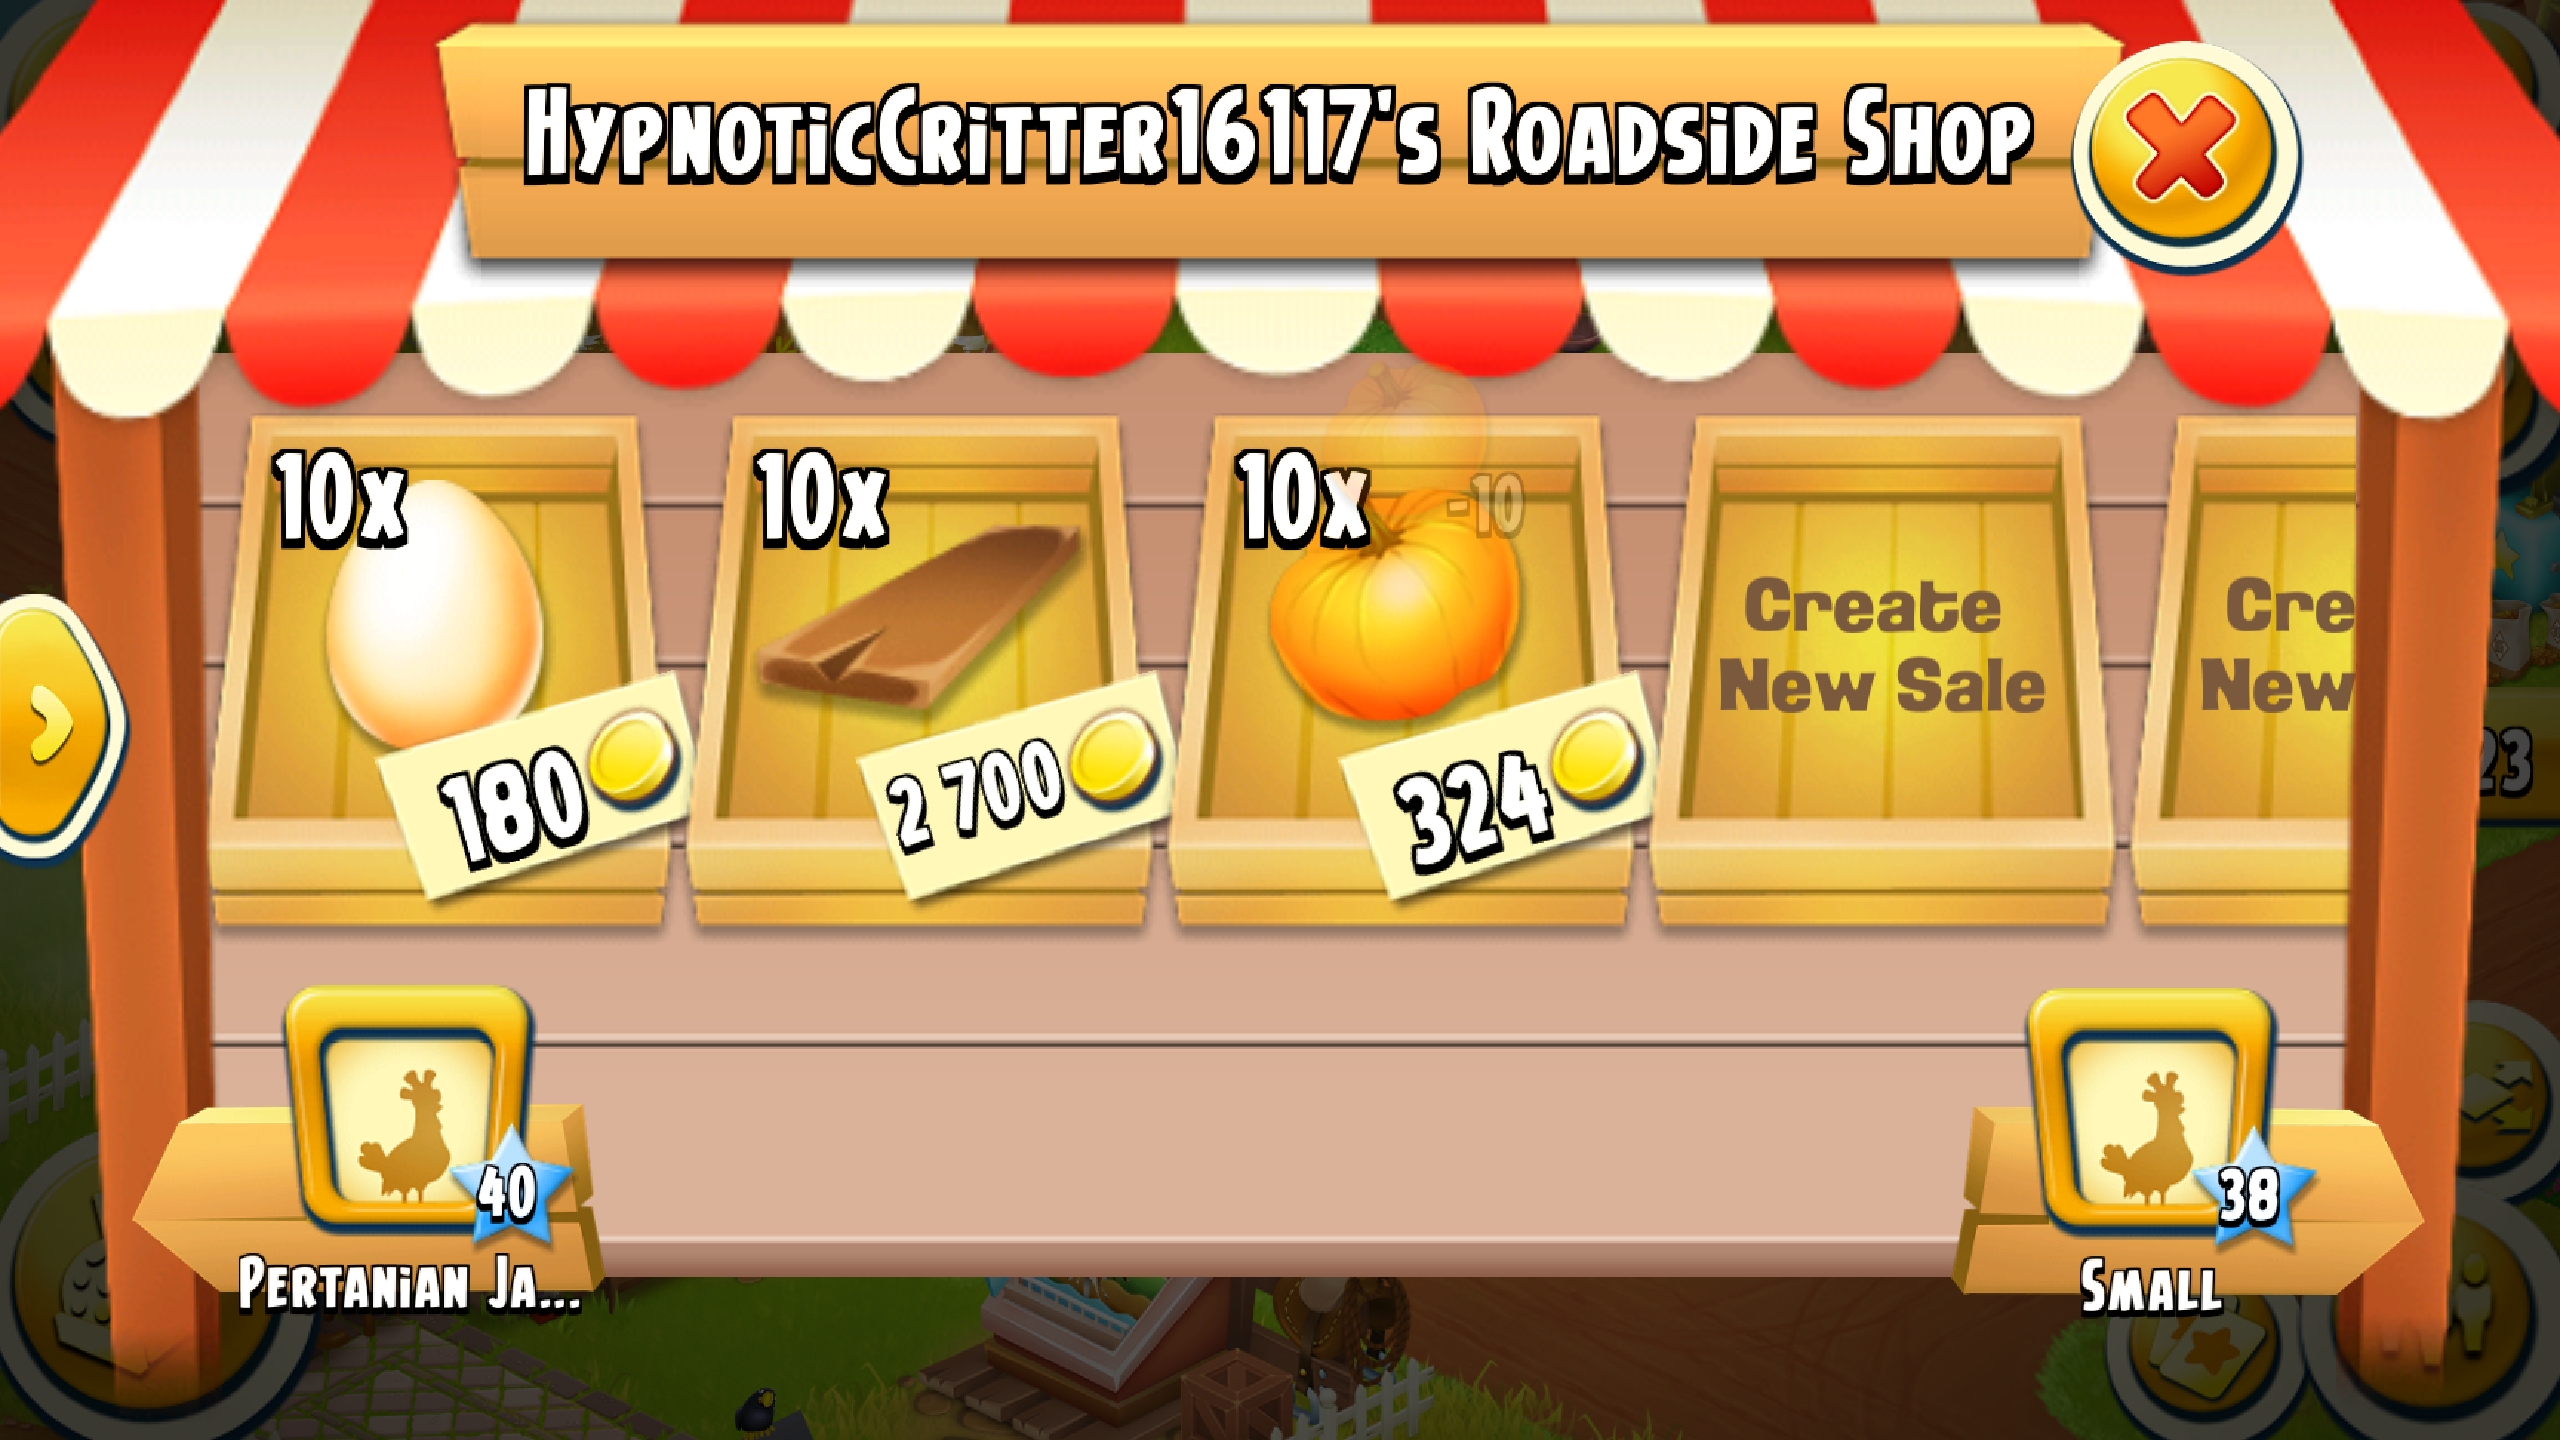 HypnoticCritter16117's Roadside Shop
10x
10x
10x
-10
180
2 700
324
Create
New Sale
Cre
New
23
40
38
Pertanian Ja...
Small